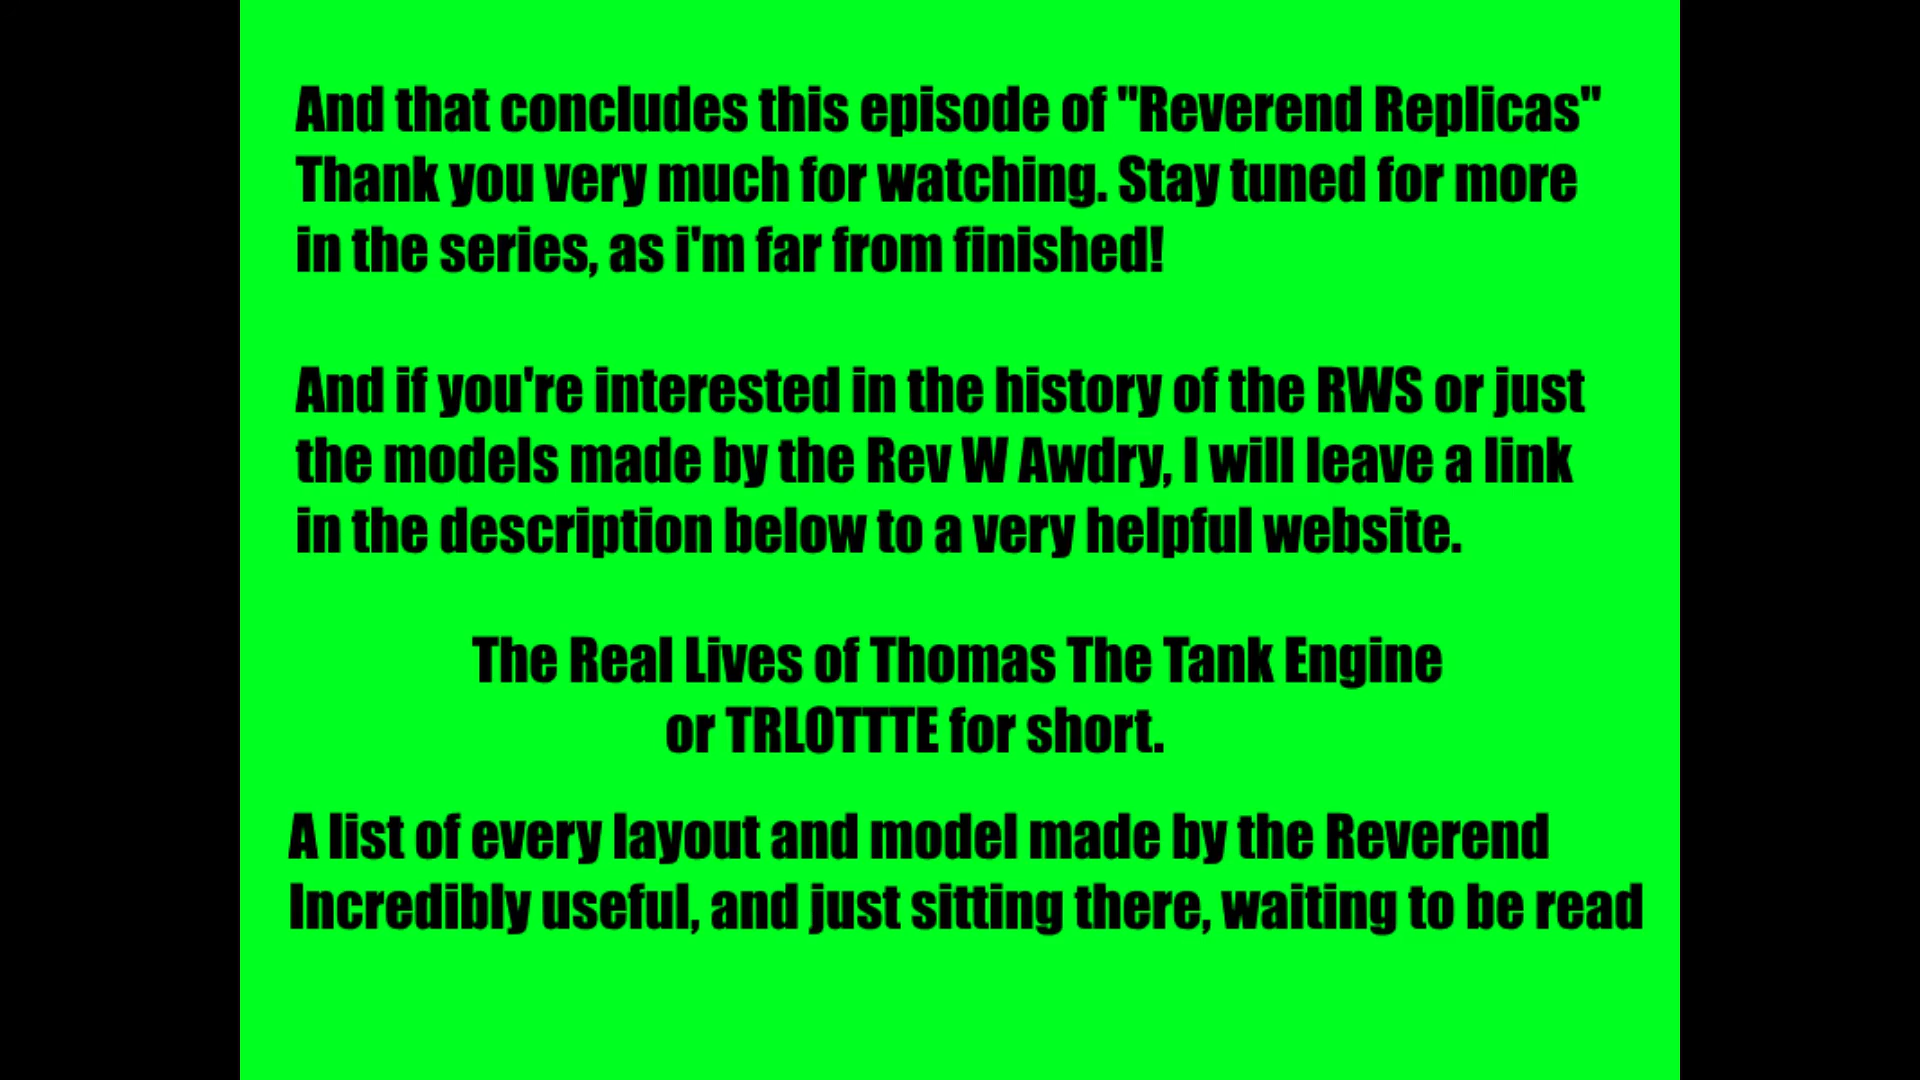 And that concludes this episode of "Reverend Replicas"
Thank you very much for watching. Stay tuned for more
in the series, as i'm far from finished!
And if you're interested in the history of the RWS or just
the models made by the Rev W Awdry, I will leave a link
in the description below to a very helpful website.
The Real Lives of Thomas The Tank Engine
or TRLOTTTE for short.
A list of every layout and model made by the Reverend
Incredibly useful, and just sitting there, waiting to be read